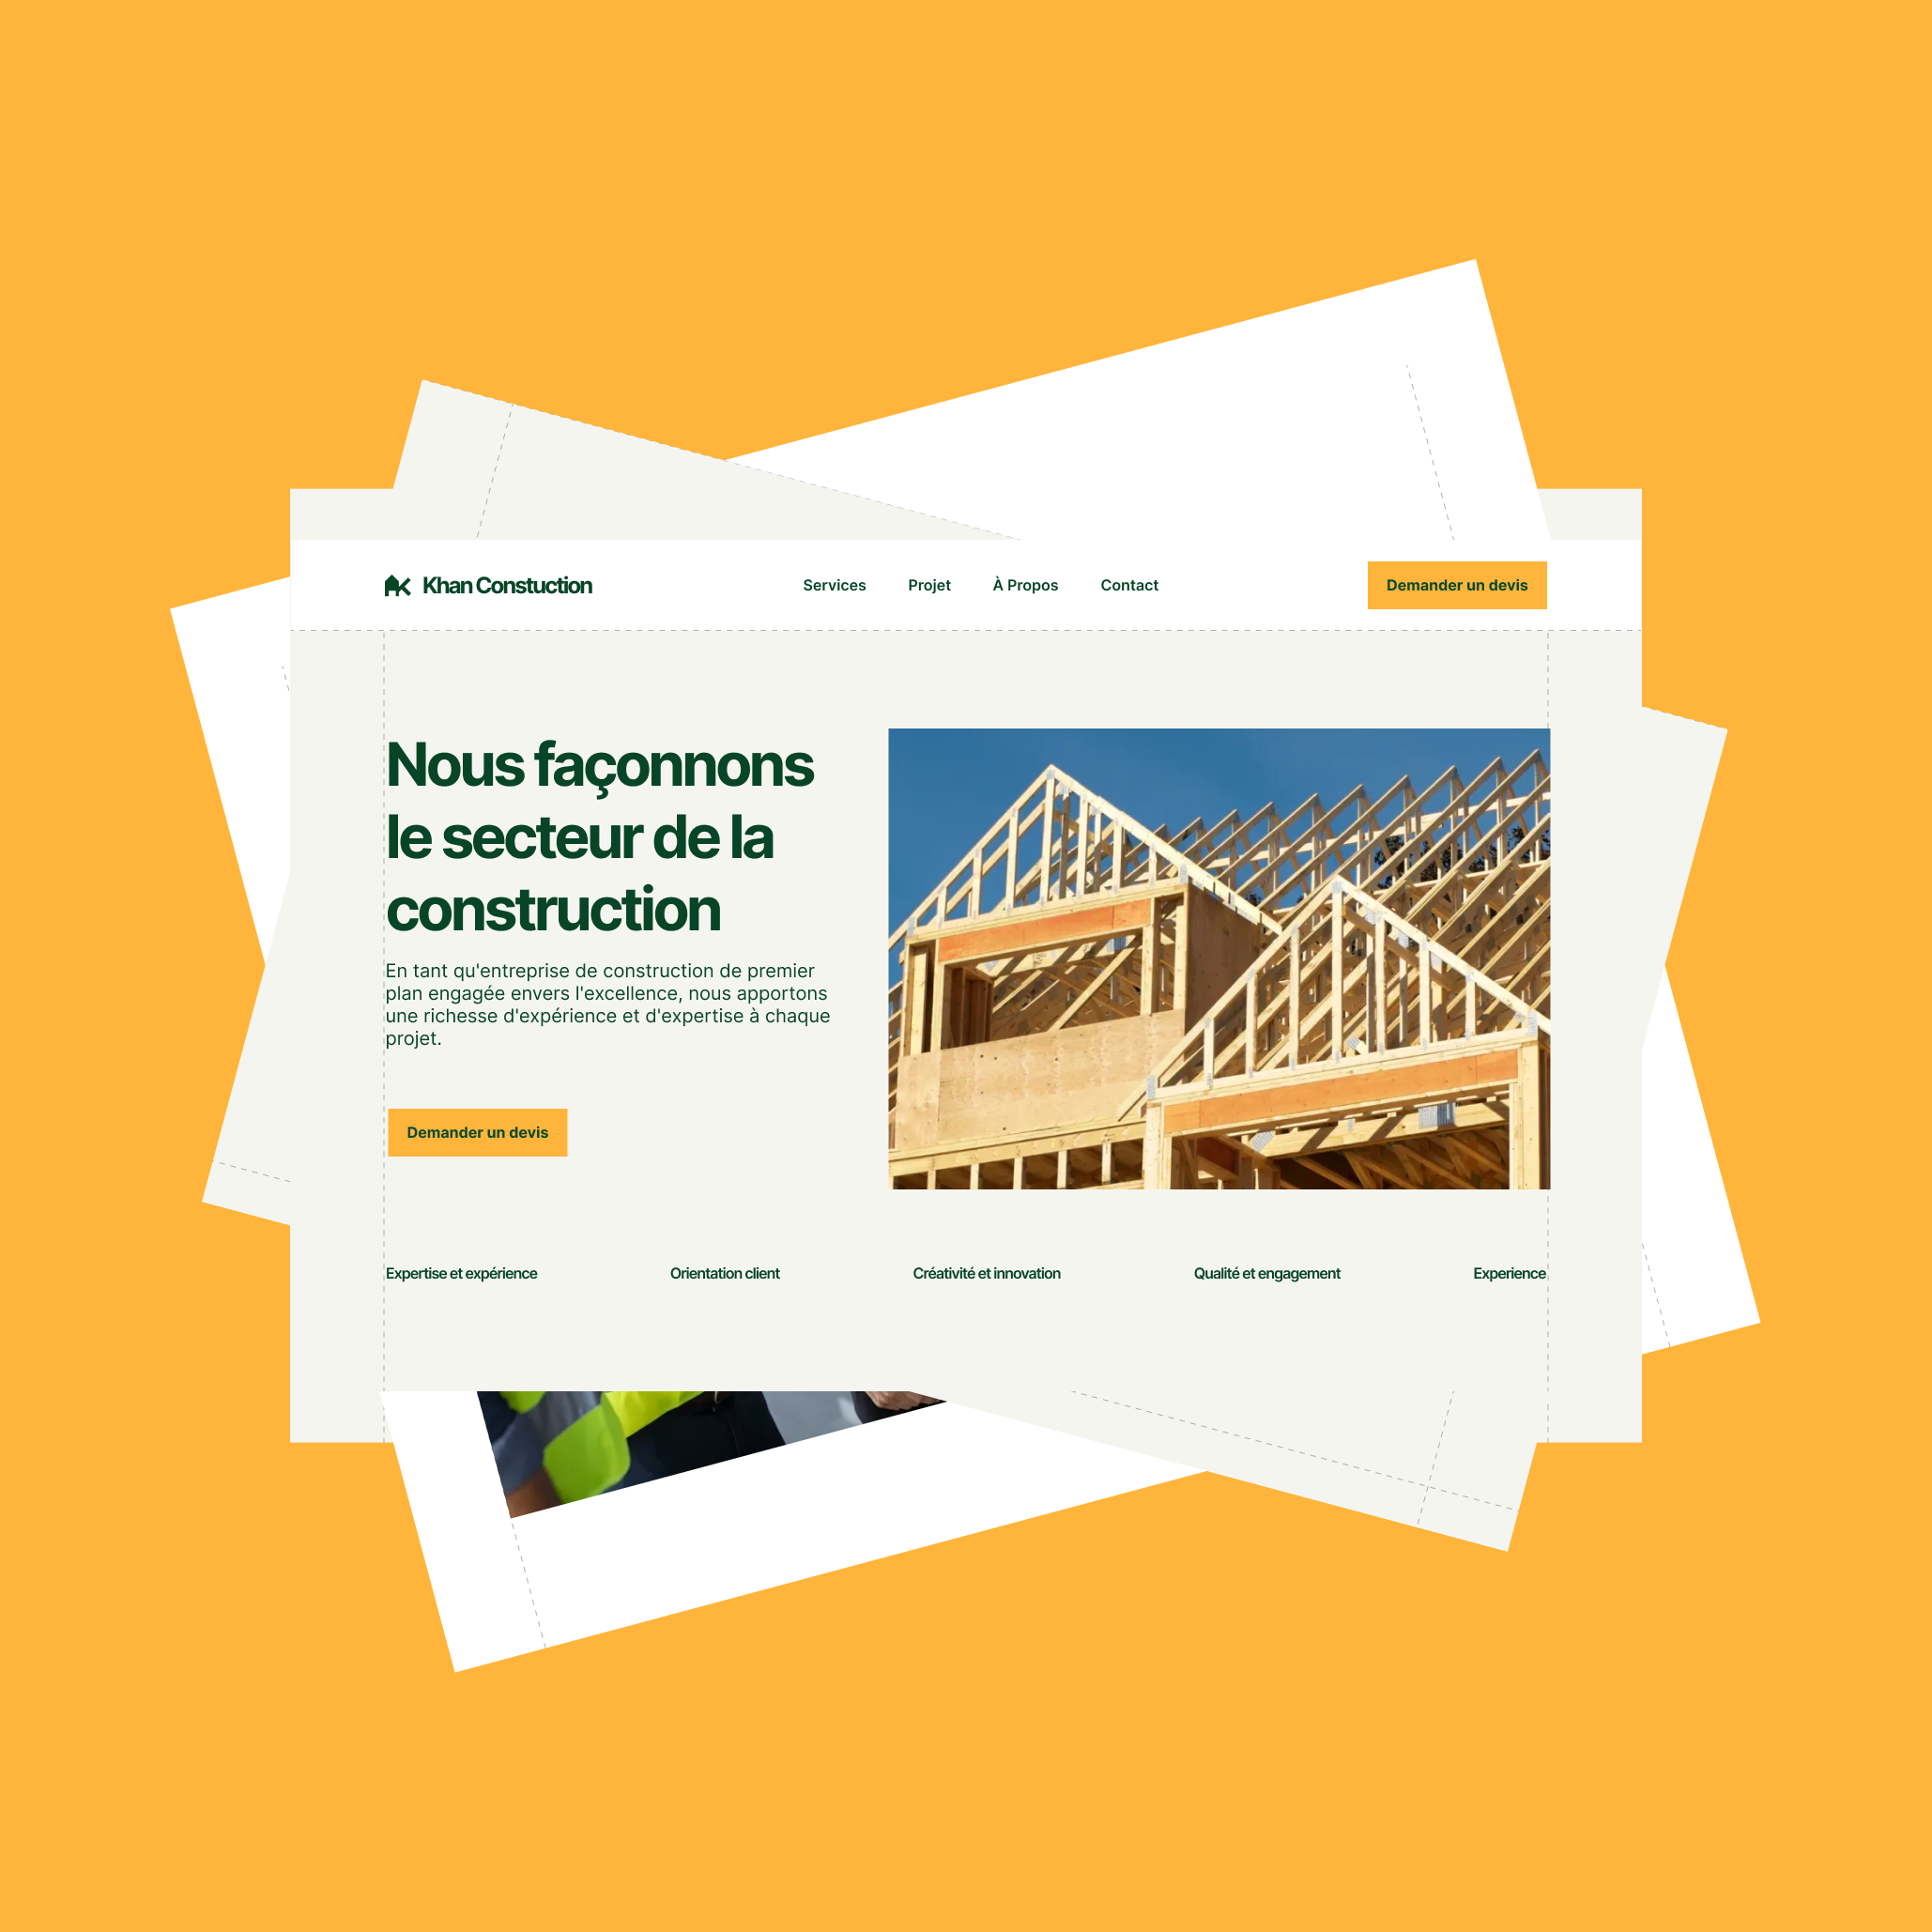 Khan Constuction
Services
Projet
À Propos
Contact
Demander un devis
Nous façonnons
le secteur de la
construction
En tant qu'entreprise de construction de premier
plan engagée envers l'excellence, nous apportons
une richesse d'expérience et d'expertise à chaque
projet.
Demander un devis
Expertise et expérience
Orientation client
Créativité et innovation
Qualité et engagement
Experience